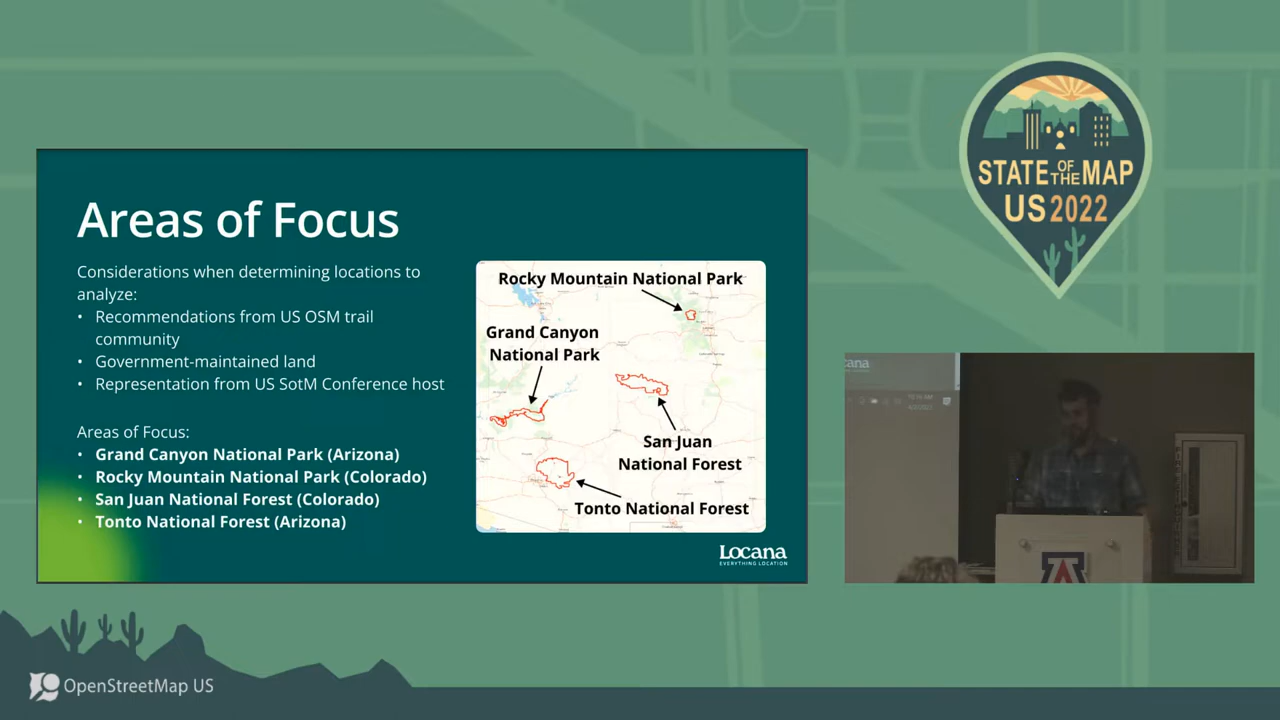 Areas of Focus
Considerations when determining locations to
analyze:
• Recommendations from US OSM trail
community
• Government-maintained land
• Representation from US SotM Conference host
Areas of Focus:
• Grand Canyon National Park (Arizona)
• Rocky Mountain National Park (Colorado)
• San Juan National Forest (Colorado)
• Tonto National Forest (Arizona)
Rocky Mountain National Park
Grand Canyon
National Park
San Juan
National Forest
Tonto National Forest
Locana
EVERYTHING LOCATION
STATE OF THE MAP
US 2022
A
OpenStreetMap US